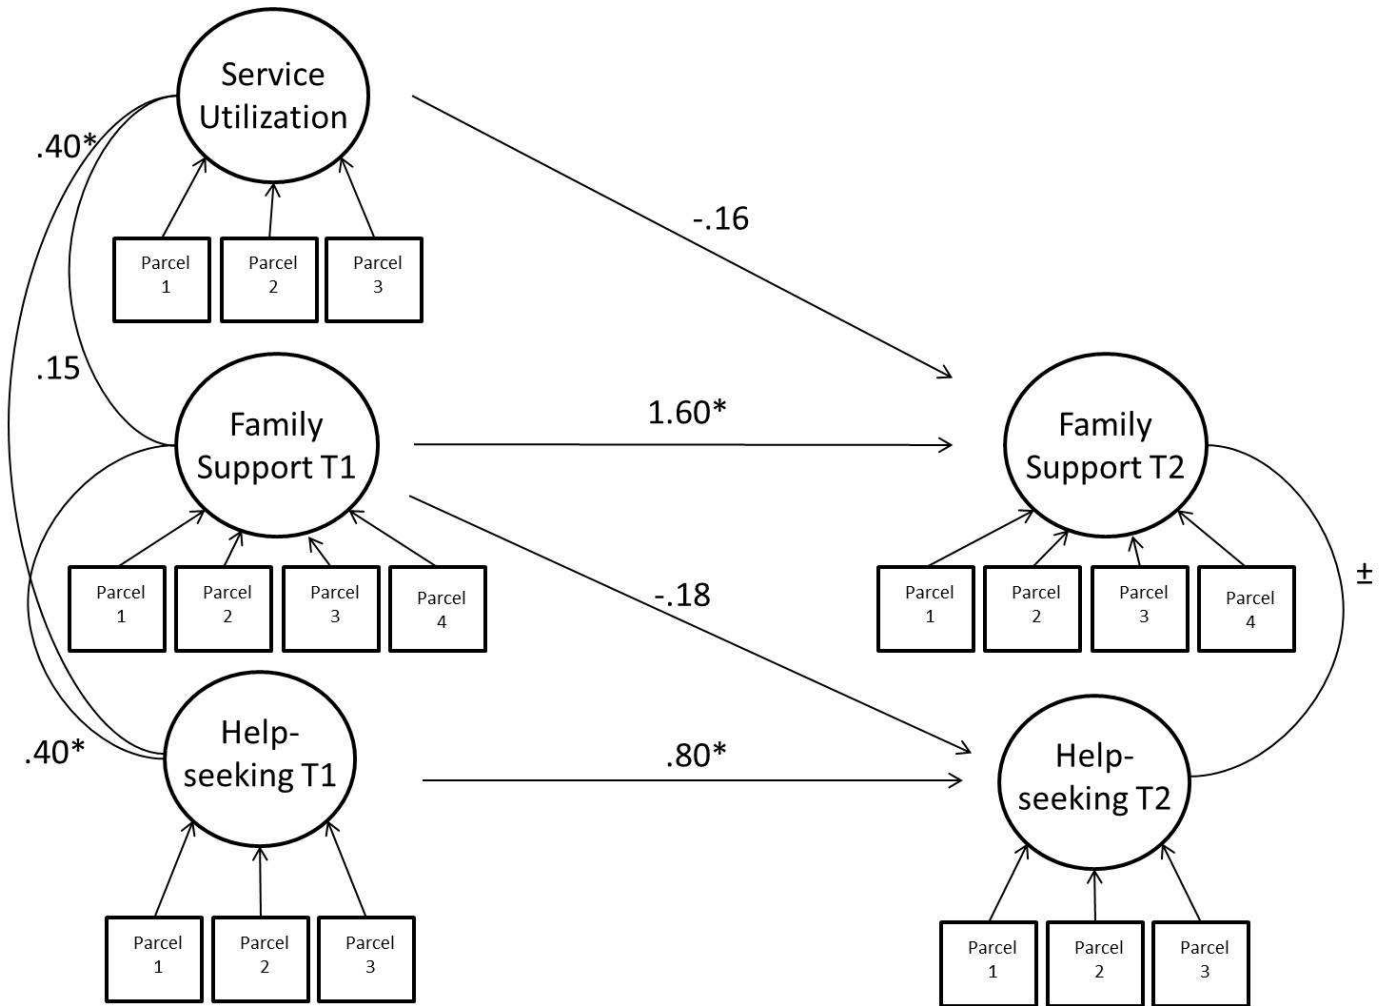 Service
Utilization
.40*
-.16
Parcel
1
Parcel
2
Parcel
3
.15
Family
Support T1
1.60*
Family
Support T2
Parcel
1
Parcel
2
Parcel
3
Parcel
4
-.18
Parcel
1
Parcel
2
Parcel
3
Parcel
4
±
.40*
Help-
seeking T1
.80*
Help-
seeking T2
Parcel
1
Parcel
2
Parcel
3
Parcel
1
Parcel
2
Parcel
3